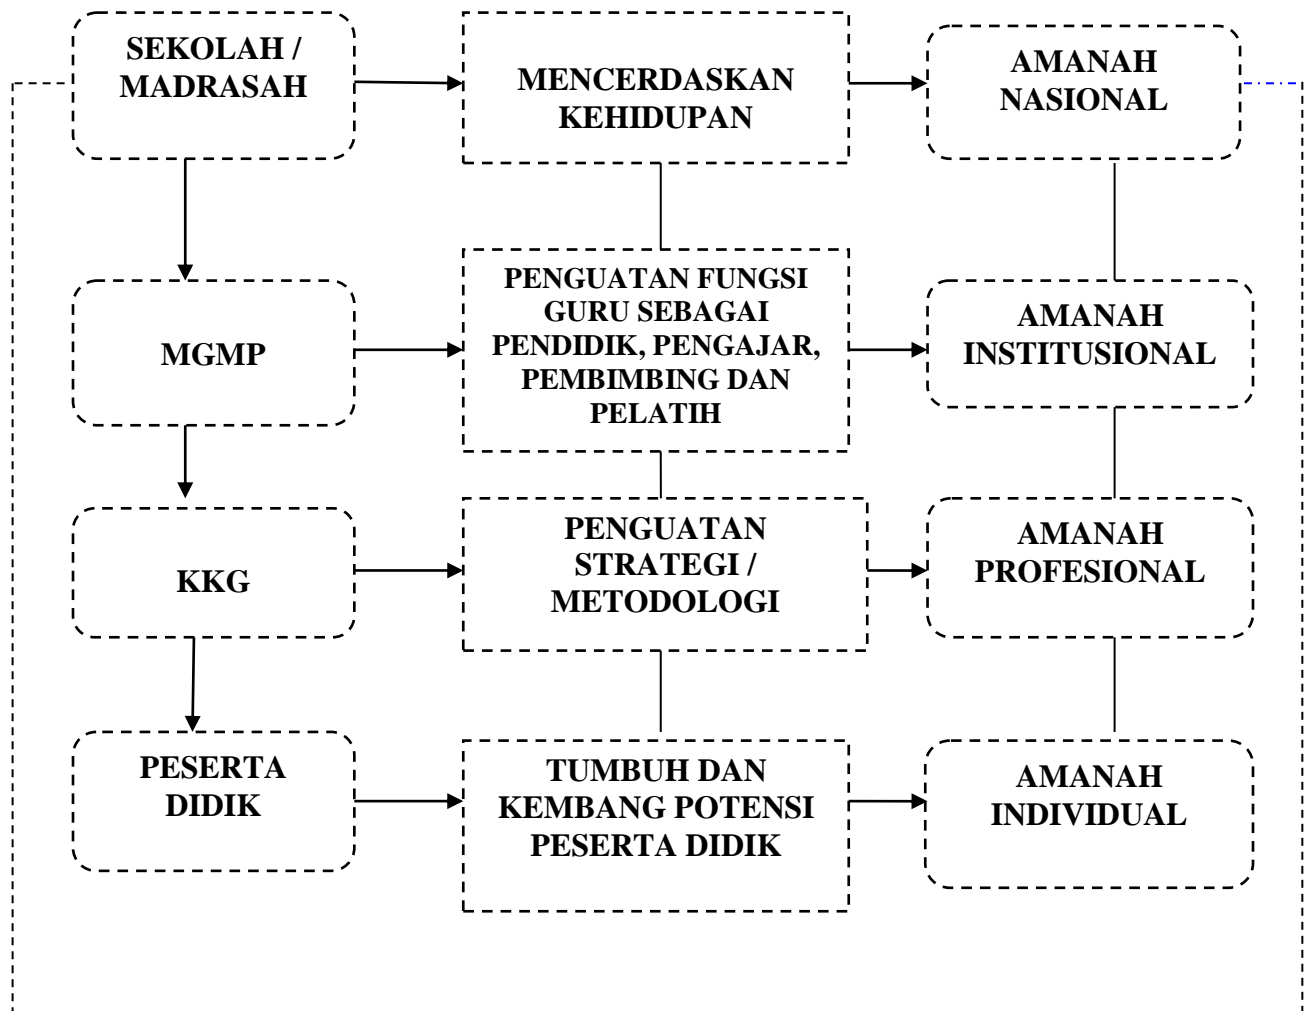 SEKOLAH /
MADRASAH
MENCERDASKAN
KEHIDUPAN
AMANAH
NASIONAL
MGMP
PENGUATAN FUNGSI
GURU SEBAGAI
PENDIDIK, PENGAJAR,
PEMBIMBING DAN
PELATIH
AMANAH
INSTITUSIONAL
KKG
PENGUATAN
STRATEGI /
METODOLOGI
AMANAH
PROFESIONAL
PESERTA
DIDIK
TUMBUH DAN
KEMBANG POTENSI
PESERTA DIDIK
AMANAH
INDIVIDUAL